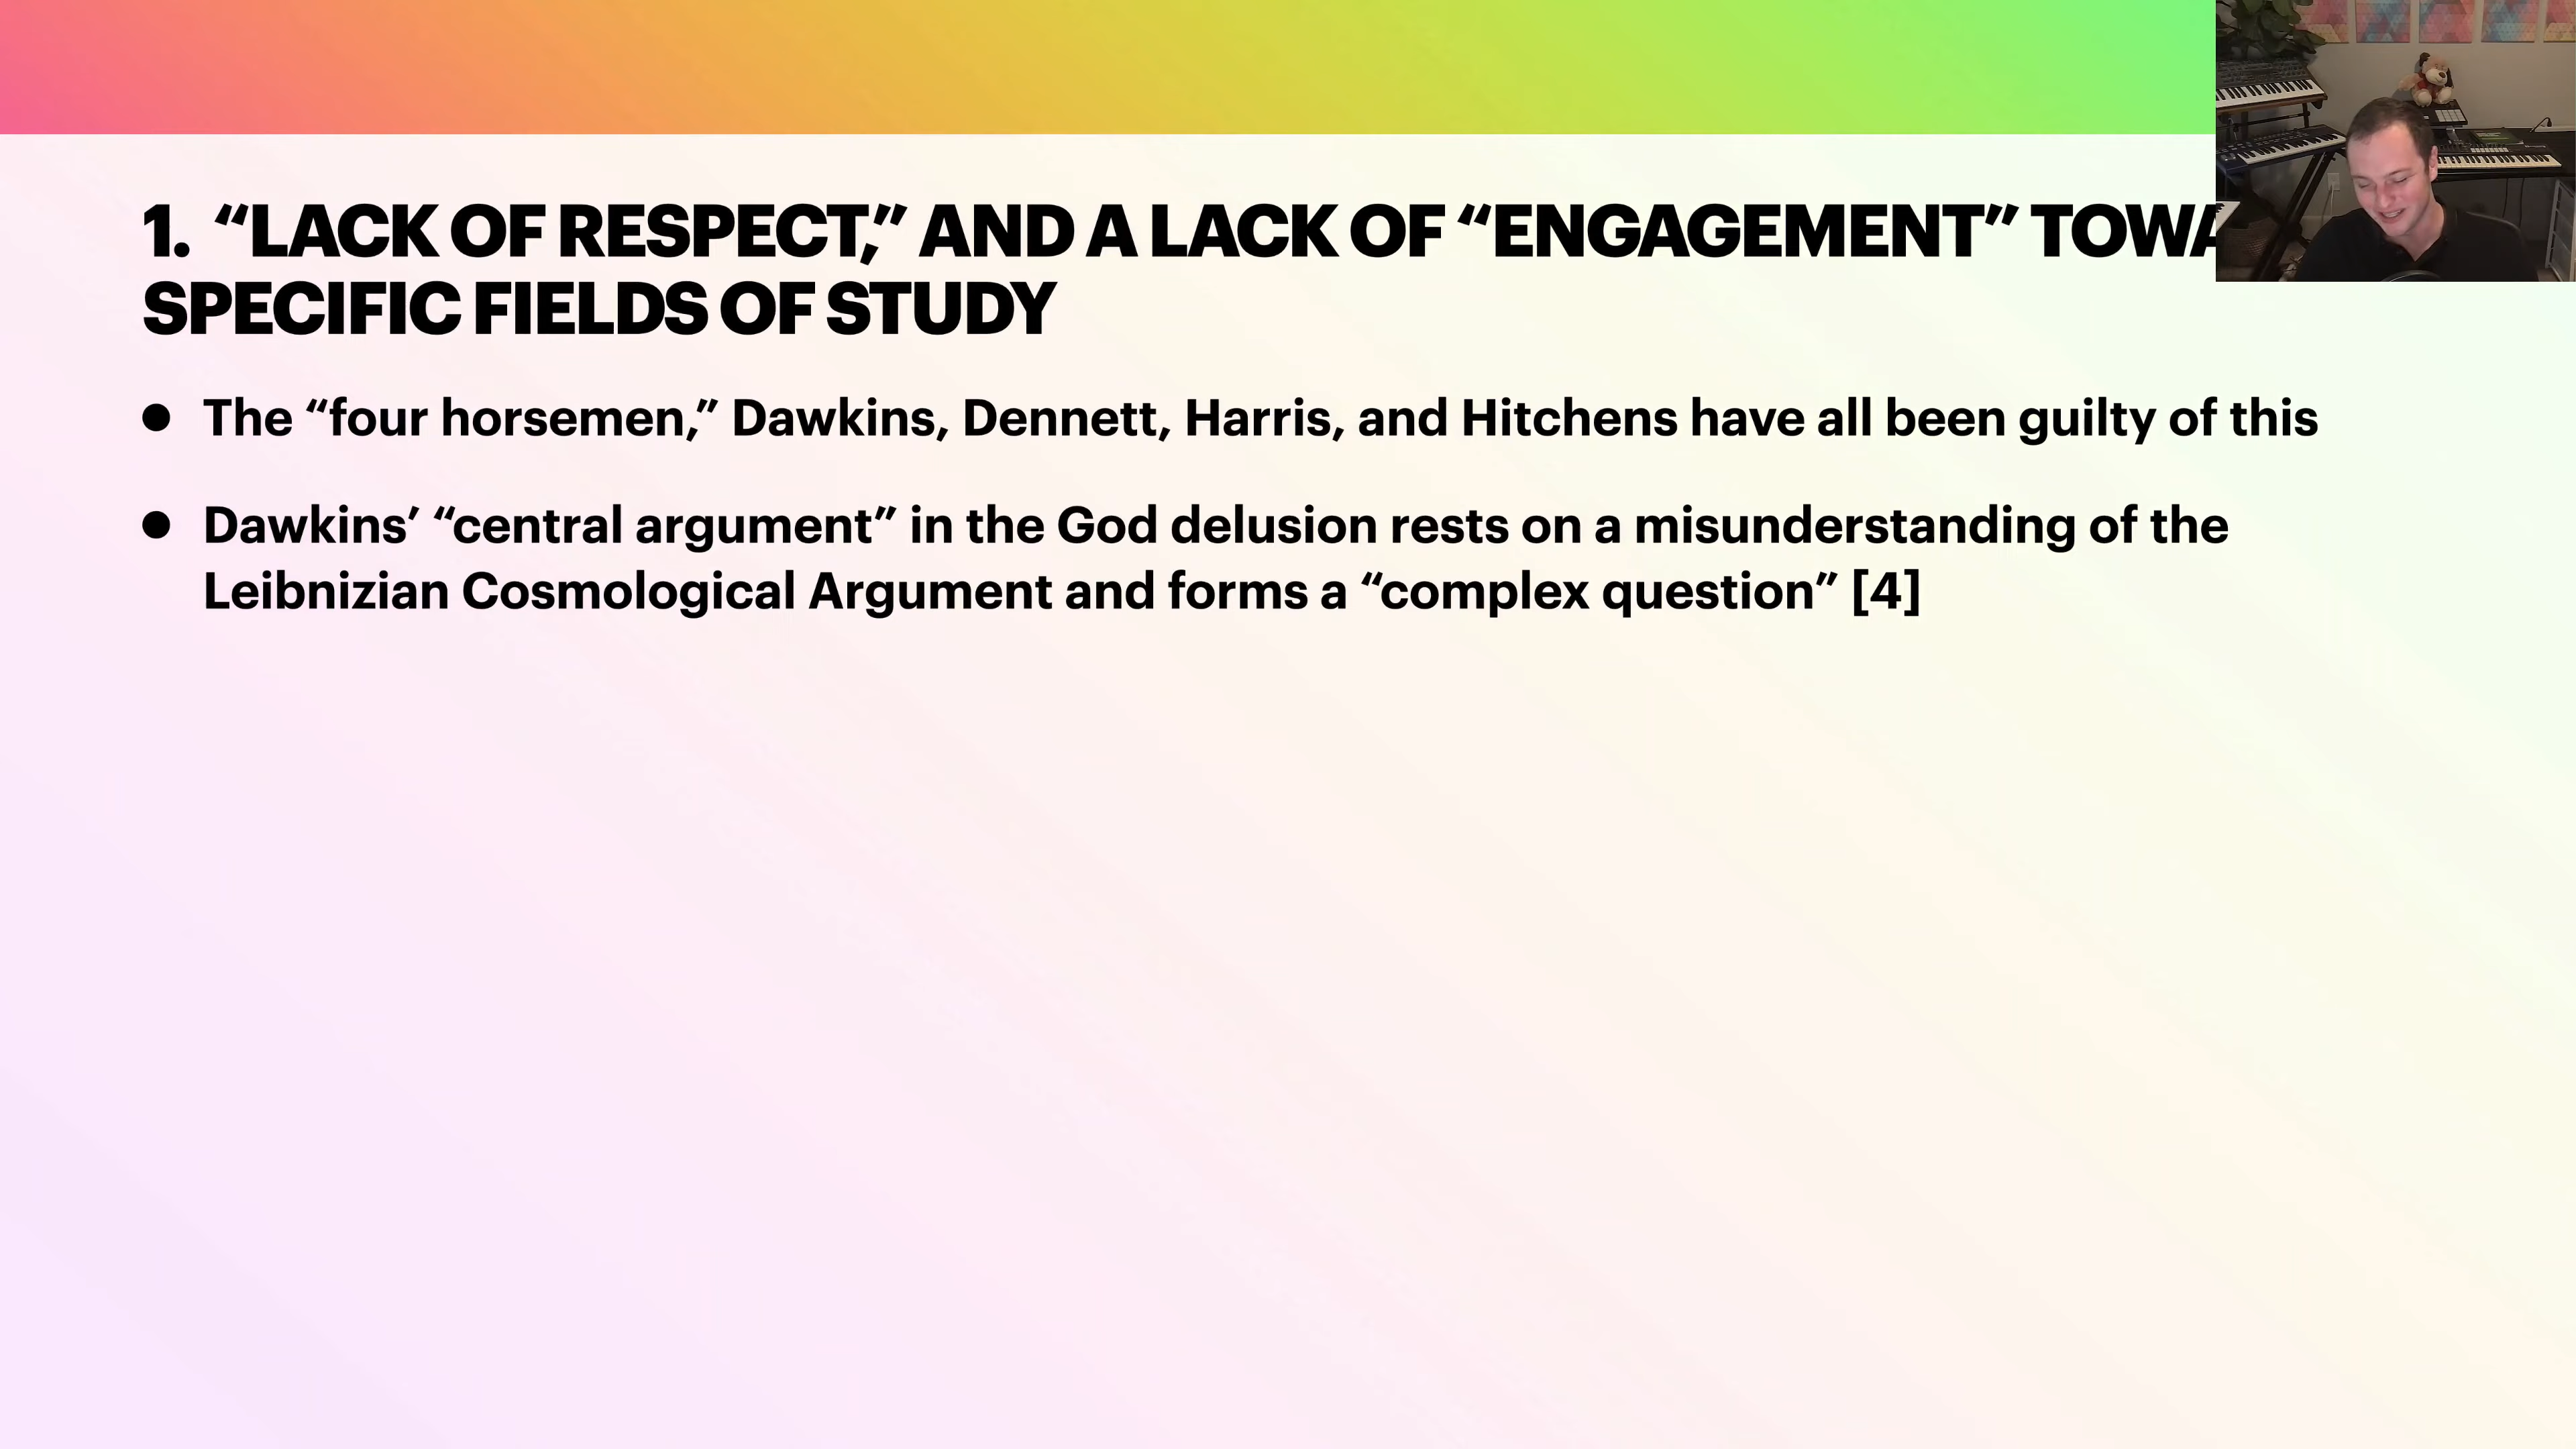 1. “LACK OF RESPECT,” AND A LACK OF “ENGAGEMENT”
SPECIFIC FIELDS OF STUDY
● The “four horsemen,” Dawkins, Dennett, Harris, and Hitchens have all been guilty of this
● Dawkins’ “central argument” in the God delusion rests on a misunderstanding of the
Leibnizian Cosmological Argument and forms a “complex question” [4]